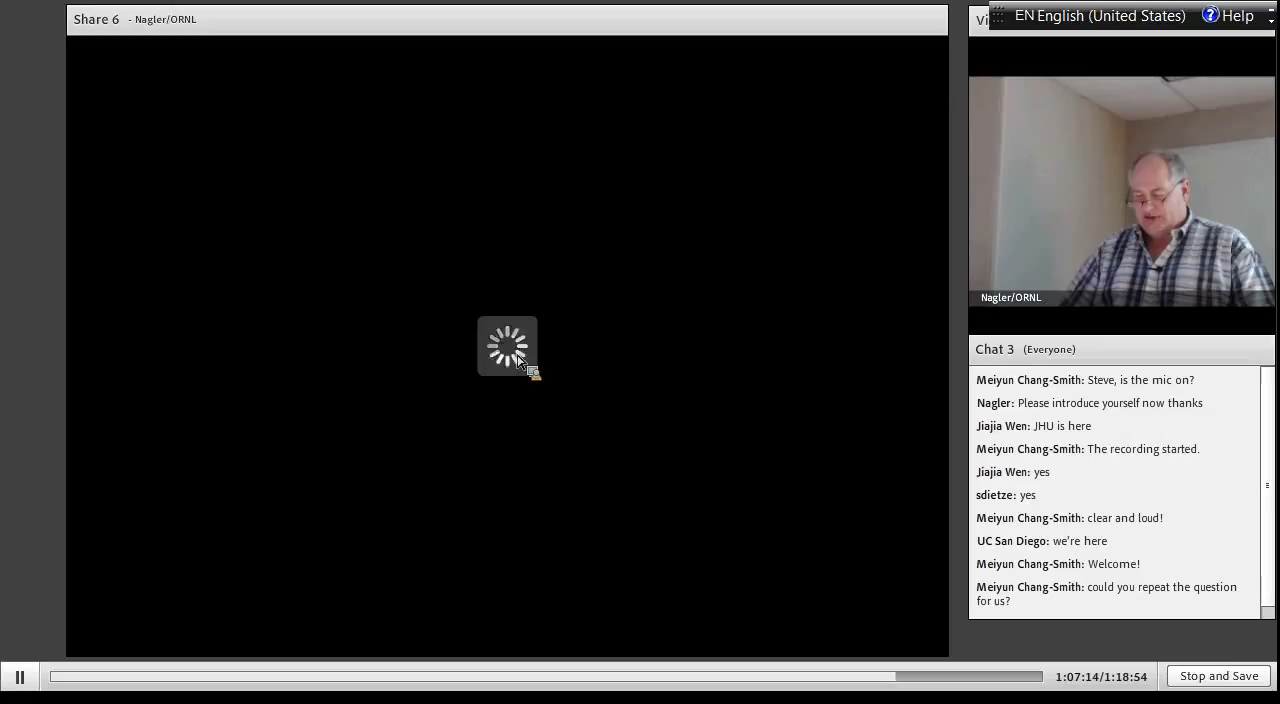 Share 6 - Nagler/ORNL
Vi
EN English (United States) Help
Nagler/ORNL
Chat 3 (Everyone)
Meiyun Chang-Smith: Steve, is the mic on?
Nagler: Please introduce yourself now thanks
Jiajia Wen: JHU is here
Meiyun Chang-Smith: The recording started.
Jiajia Wen: yes
sdietze: yes
Meiyun Chang-Smith: clear and loud!
UC San Diego: we're here
Meiyun Chang-Smith: Welcome!
Meiyun Chang-Smith: could you repeat the question
for us?
1:07:14/1:18:54
Stop and Save